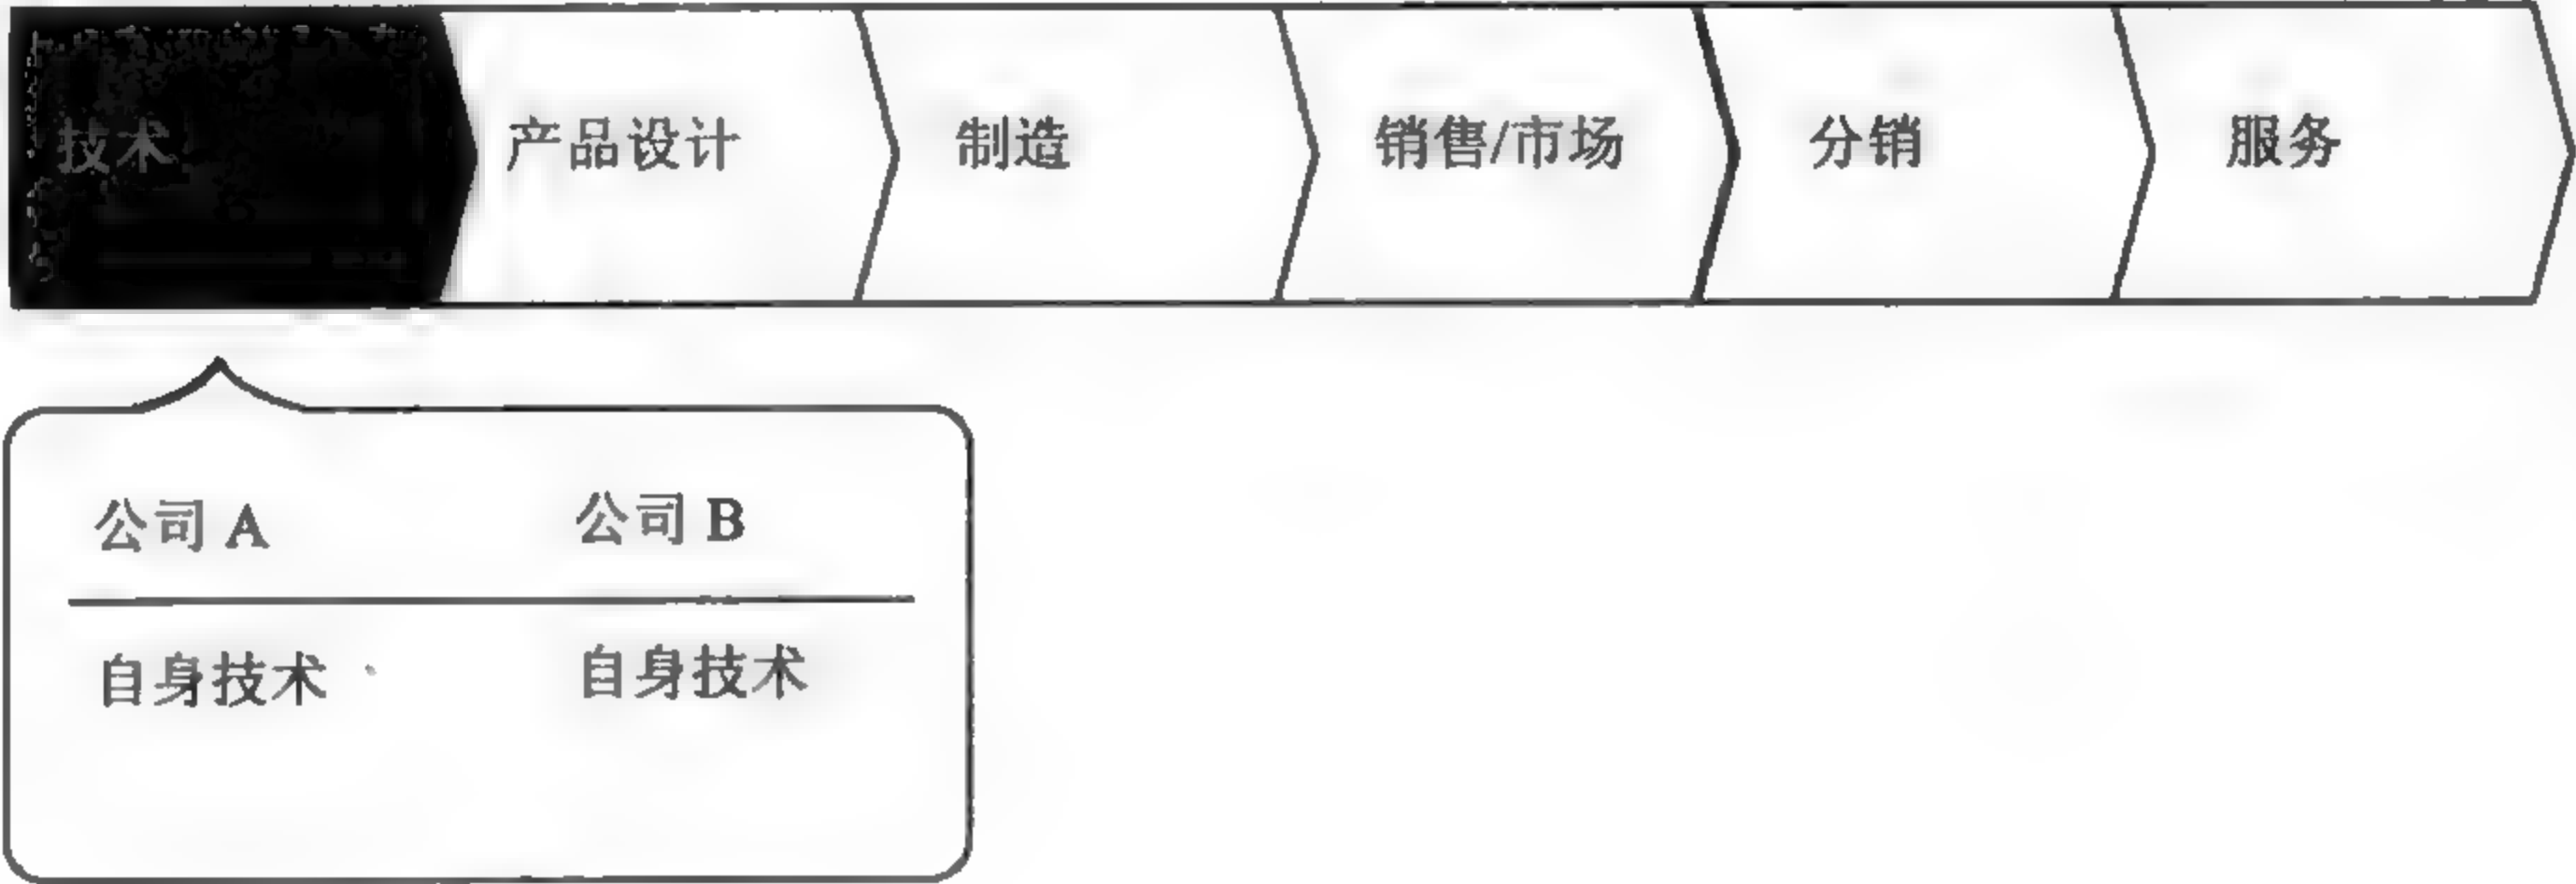 技术 产品设计 制造 销售/市场 分销 服务
公司 A 公司 B
自身技术 自身技术